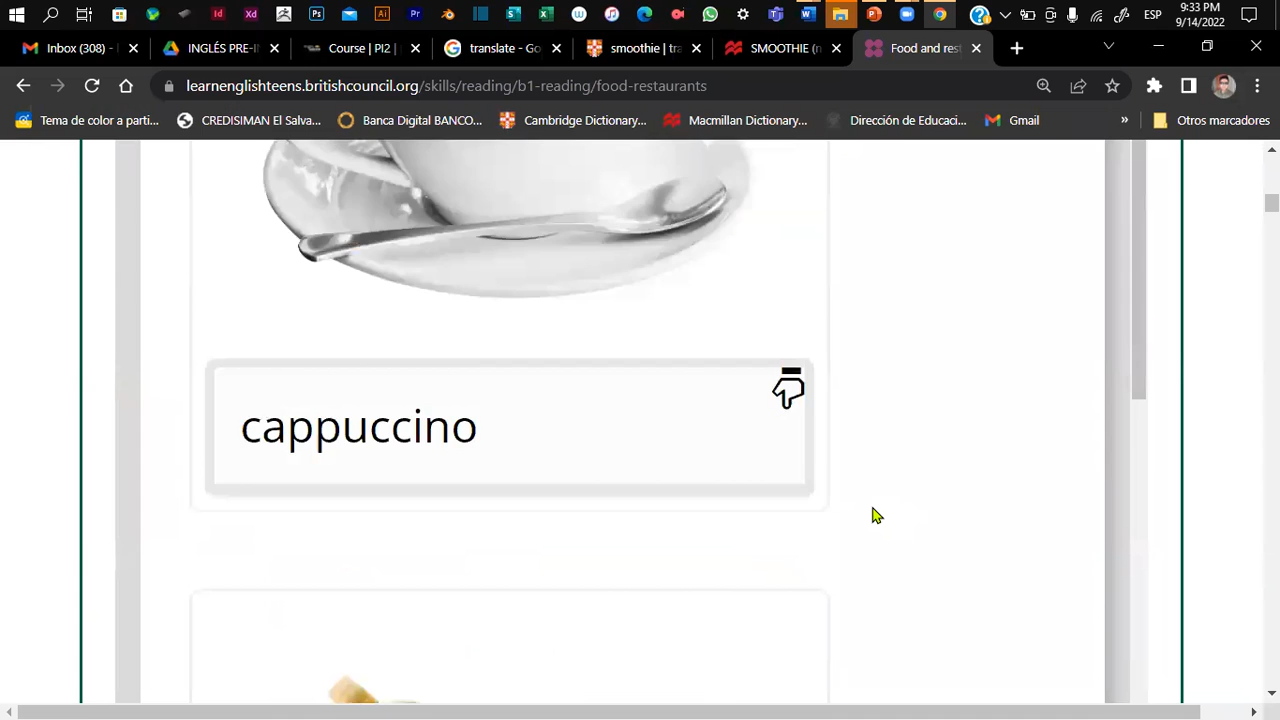 9:33 PM
ESP
9/14/2022
Inbox (308) -
INGLÉS PRE-I
Course | PI2 |
translate - Go
smoothie | tra
SMOOTHIE (n
Food and res
learnenglishteens.britishcouncil.org/skills/reading/b1-reading/food-restaurants
Tema de color a parti...
CREDISIMAN El Salva...
Banca Digital BANCO...
Cambridge Dictionary...
Macmillan Dictionary...
Dirección de Educaci...
Gmail
»
Otros marcadores
cappuccino